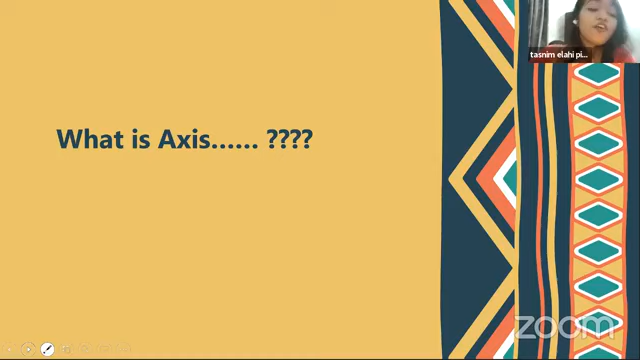 tasnim elahi pi...
What is Axis...... ????
zoom